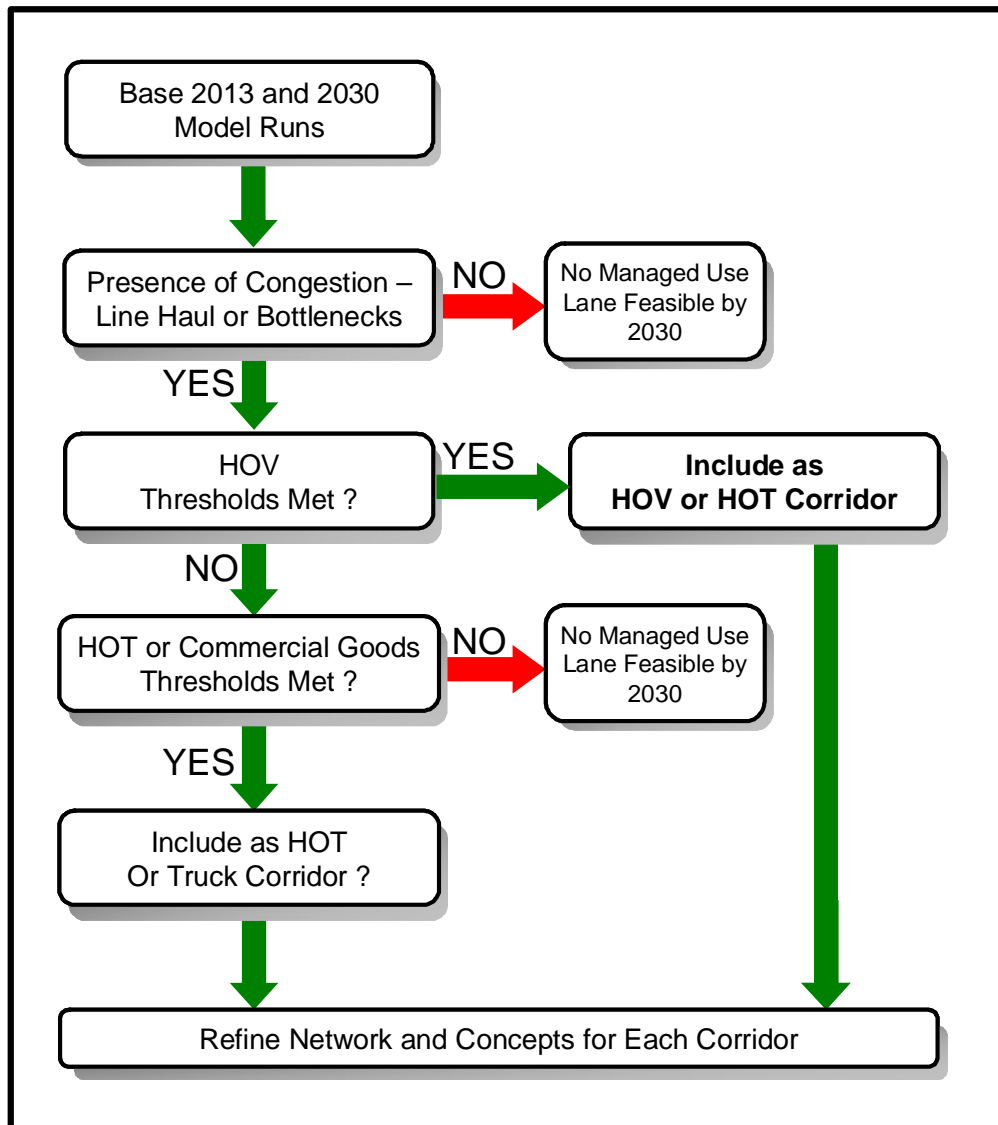 Base 2013 and 2030
Model Runs
Presence of Congestion –
Line Haul or Bottlenecks
NO
No Managed Use
Lane Feasible by
2030
YES
HOV
Thresholds Met ?
YES
Include as
HOV or HOT Corridor
NO
HOT or Commercial Goods
Thresholds Met ?
NO
No Managed Use
Lane Feasible by
2030
YES
Include as HOT
Or Truck Corridor ?
Refine Network and Concepts for Each Corridor